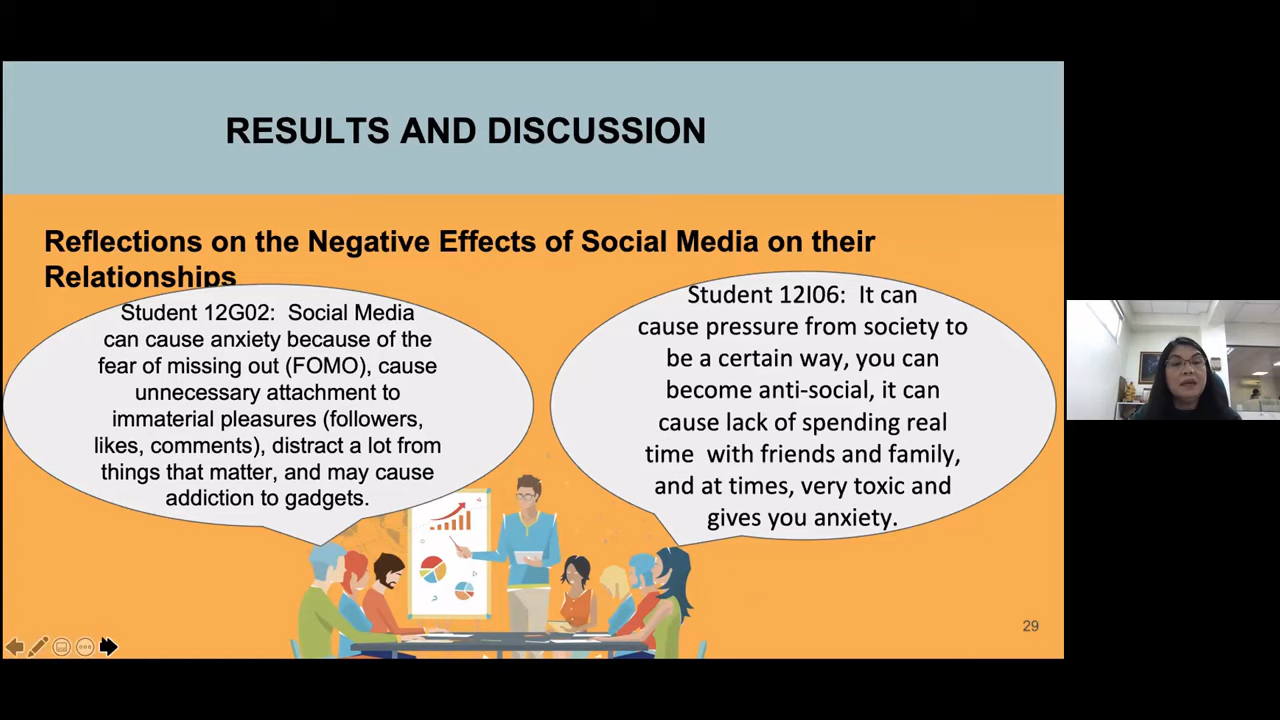 RESULTS AND DISCUSSION
Reflections on the Negative Effects of Social Media on their
Relationships
Student 12G02:  Social Media
can cause anxiety because of the
fear of missing out (FOMO), cause
unnecessary attachment to
immaterial pleasures (followers,
likes, comments), distract a lot from
things that matter, and may cause
addiction to gadgets.
Student 12I06:  It can
cause pressure from society to
be a certain way, you can
become anti-social, it can
cause lack of spending real
time  with friends and family,
and at times, very toxic and
gives you anxiety.
29